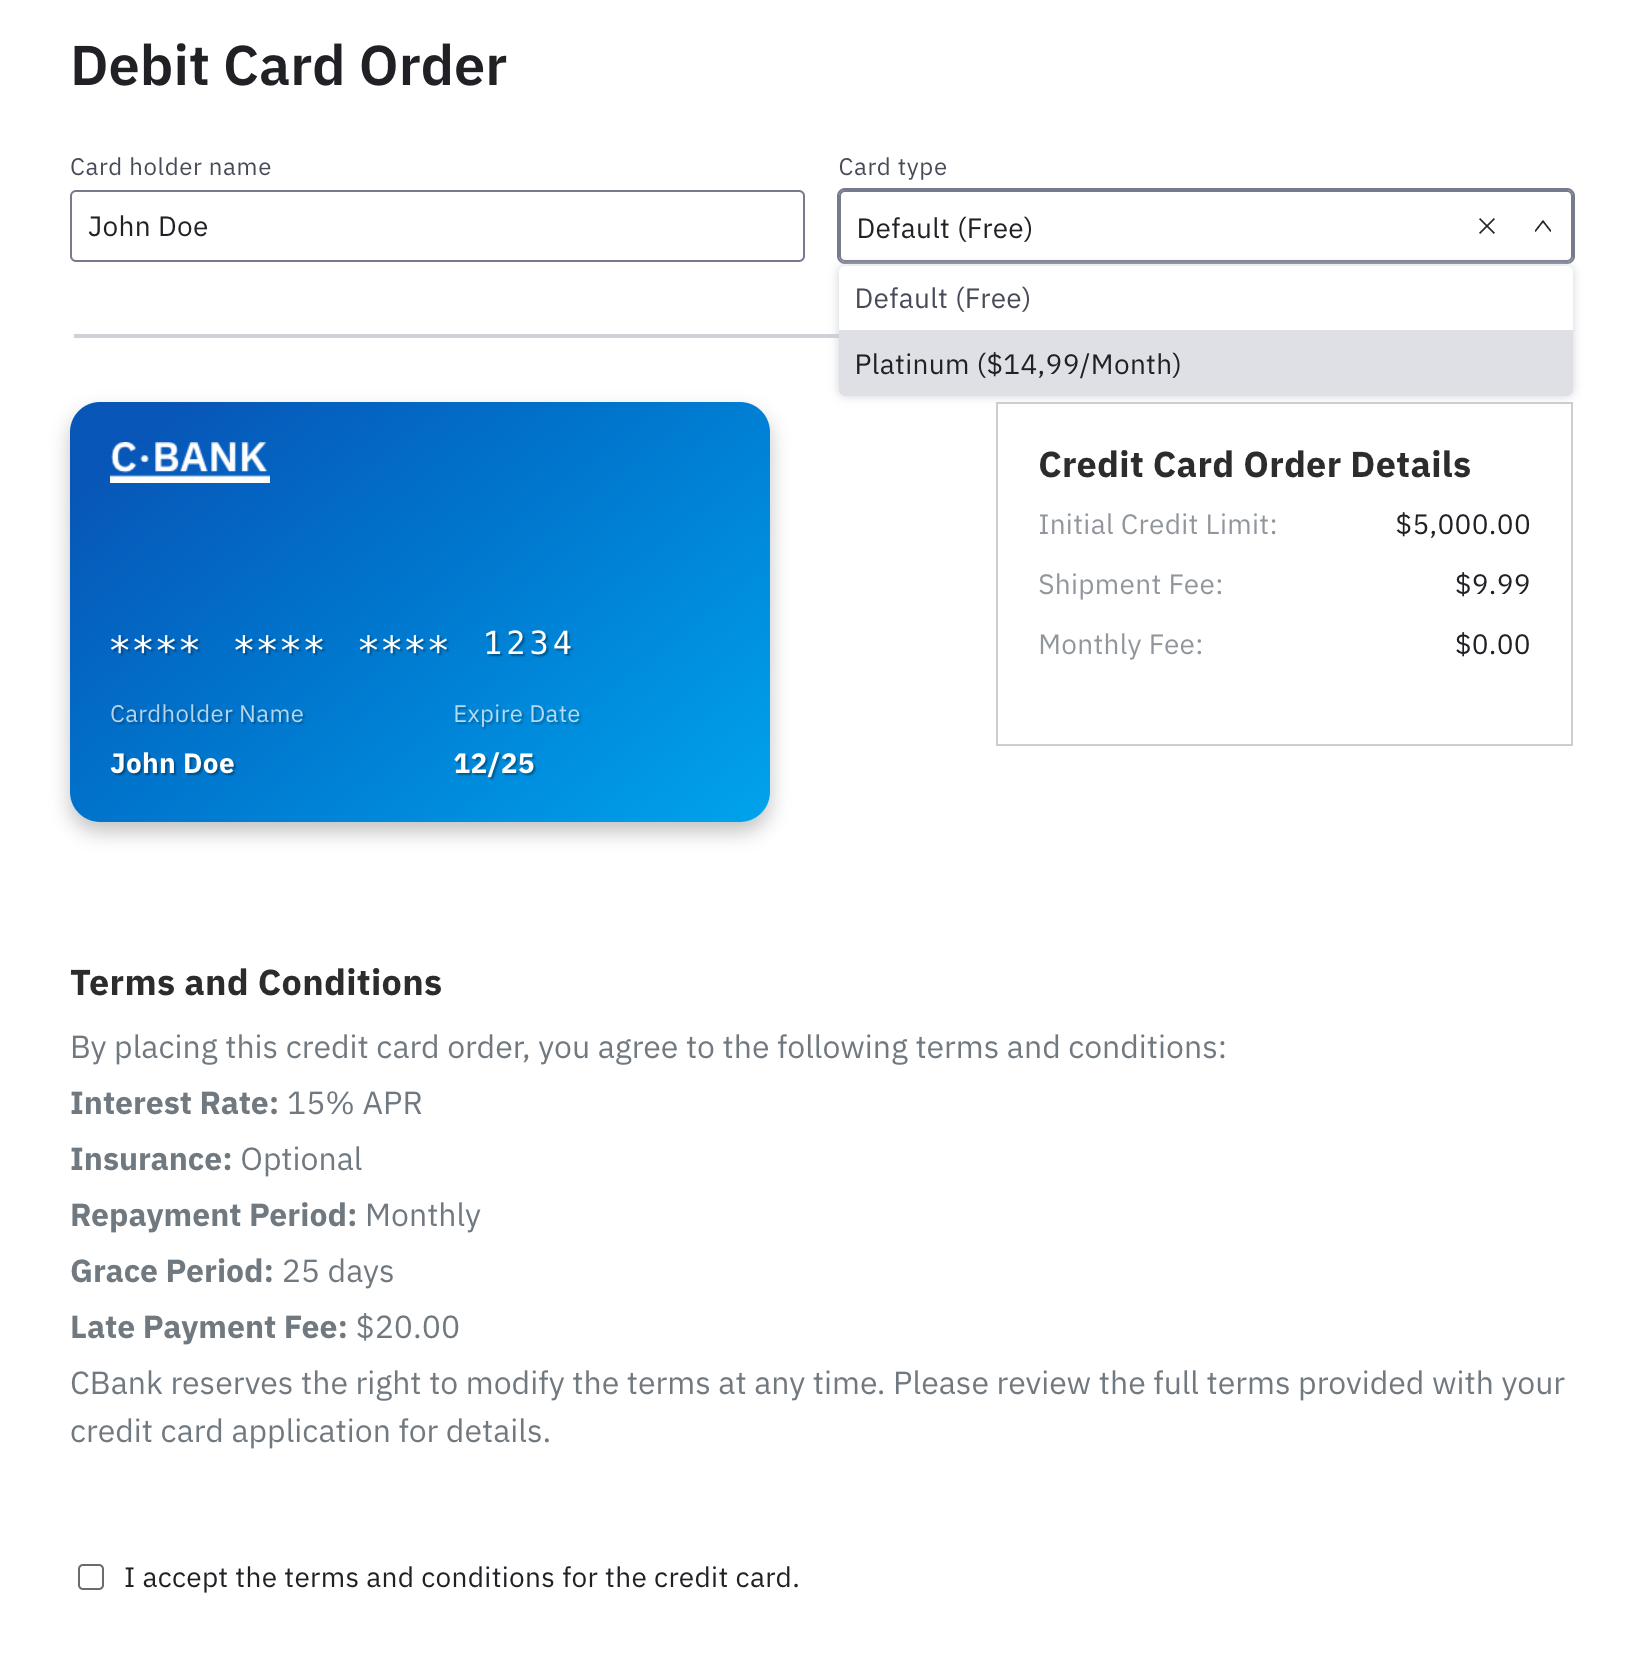 Debit Card Order
Card holder name
John Doe
Card type
Default (Free)
Default (Free)
Platinum ($14,99/Month)
C·BANK
**** **** **** 1234
Cardholder Name
Expire Date
John Doe
12/25
Credit Card Order Details
Initial Credit Limit: $5,000.00
Shipment Fee: $9.99
Monthly Fee: $0.00
Terms and Conditions
By placing this credit card order, you agree to the following terms and conditions:
Interest Rate: 15% APR
Insurance: Optional
Repayment Period: Monthly
Grace Period: 25 days
Late Payment Fee: $20.00
CBank reserves the right to modify the terms at any time. Please review the full terms provided with your
credit card application for details.
I accept the terms and conditions for the credit card.